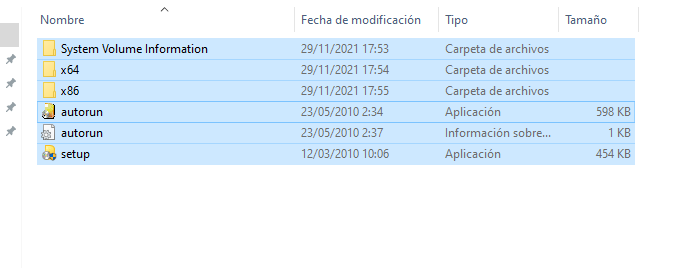 Nombre Fecha de modificación Tipo Tamaño
System Volume Information 29/11/2021 17:53 Carpeta de archivos
x64 29/11/2021 17:54 Carpeta de archivos
x86 29/11/2021 17:55 Carpeta de archivos
autorun 23/05/2010 2:34 Aplicación 598 KB
autorun 23/05/2010 2:37 Información sobre... 1 KB
setup 12/03/2010 10:06 Aplicación 454 KB